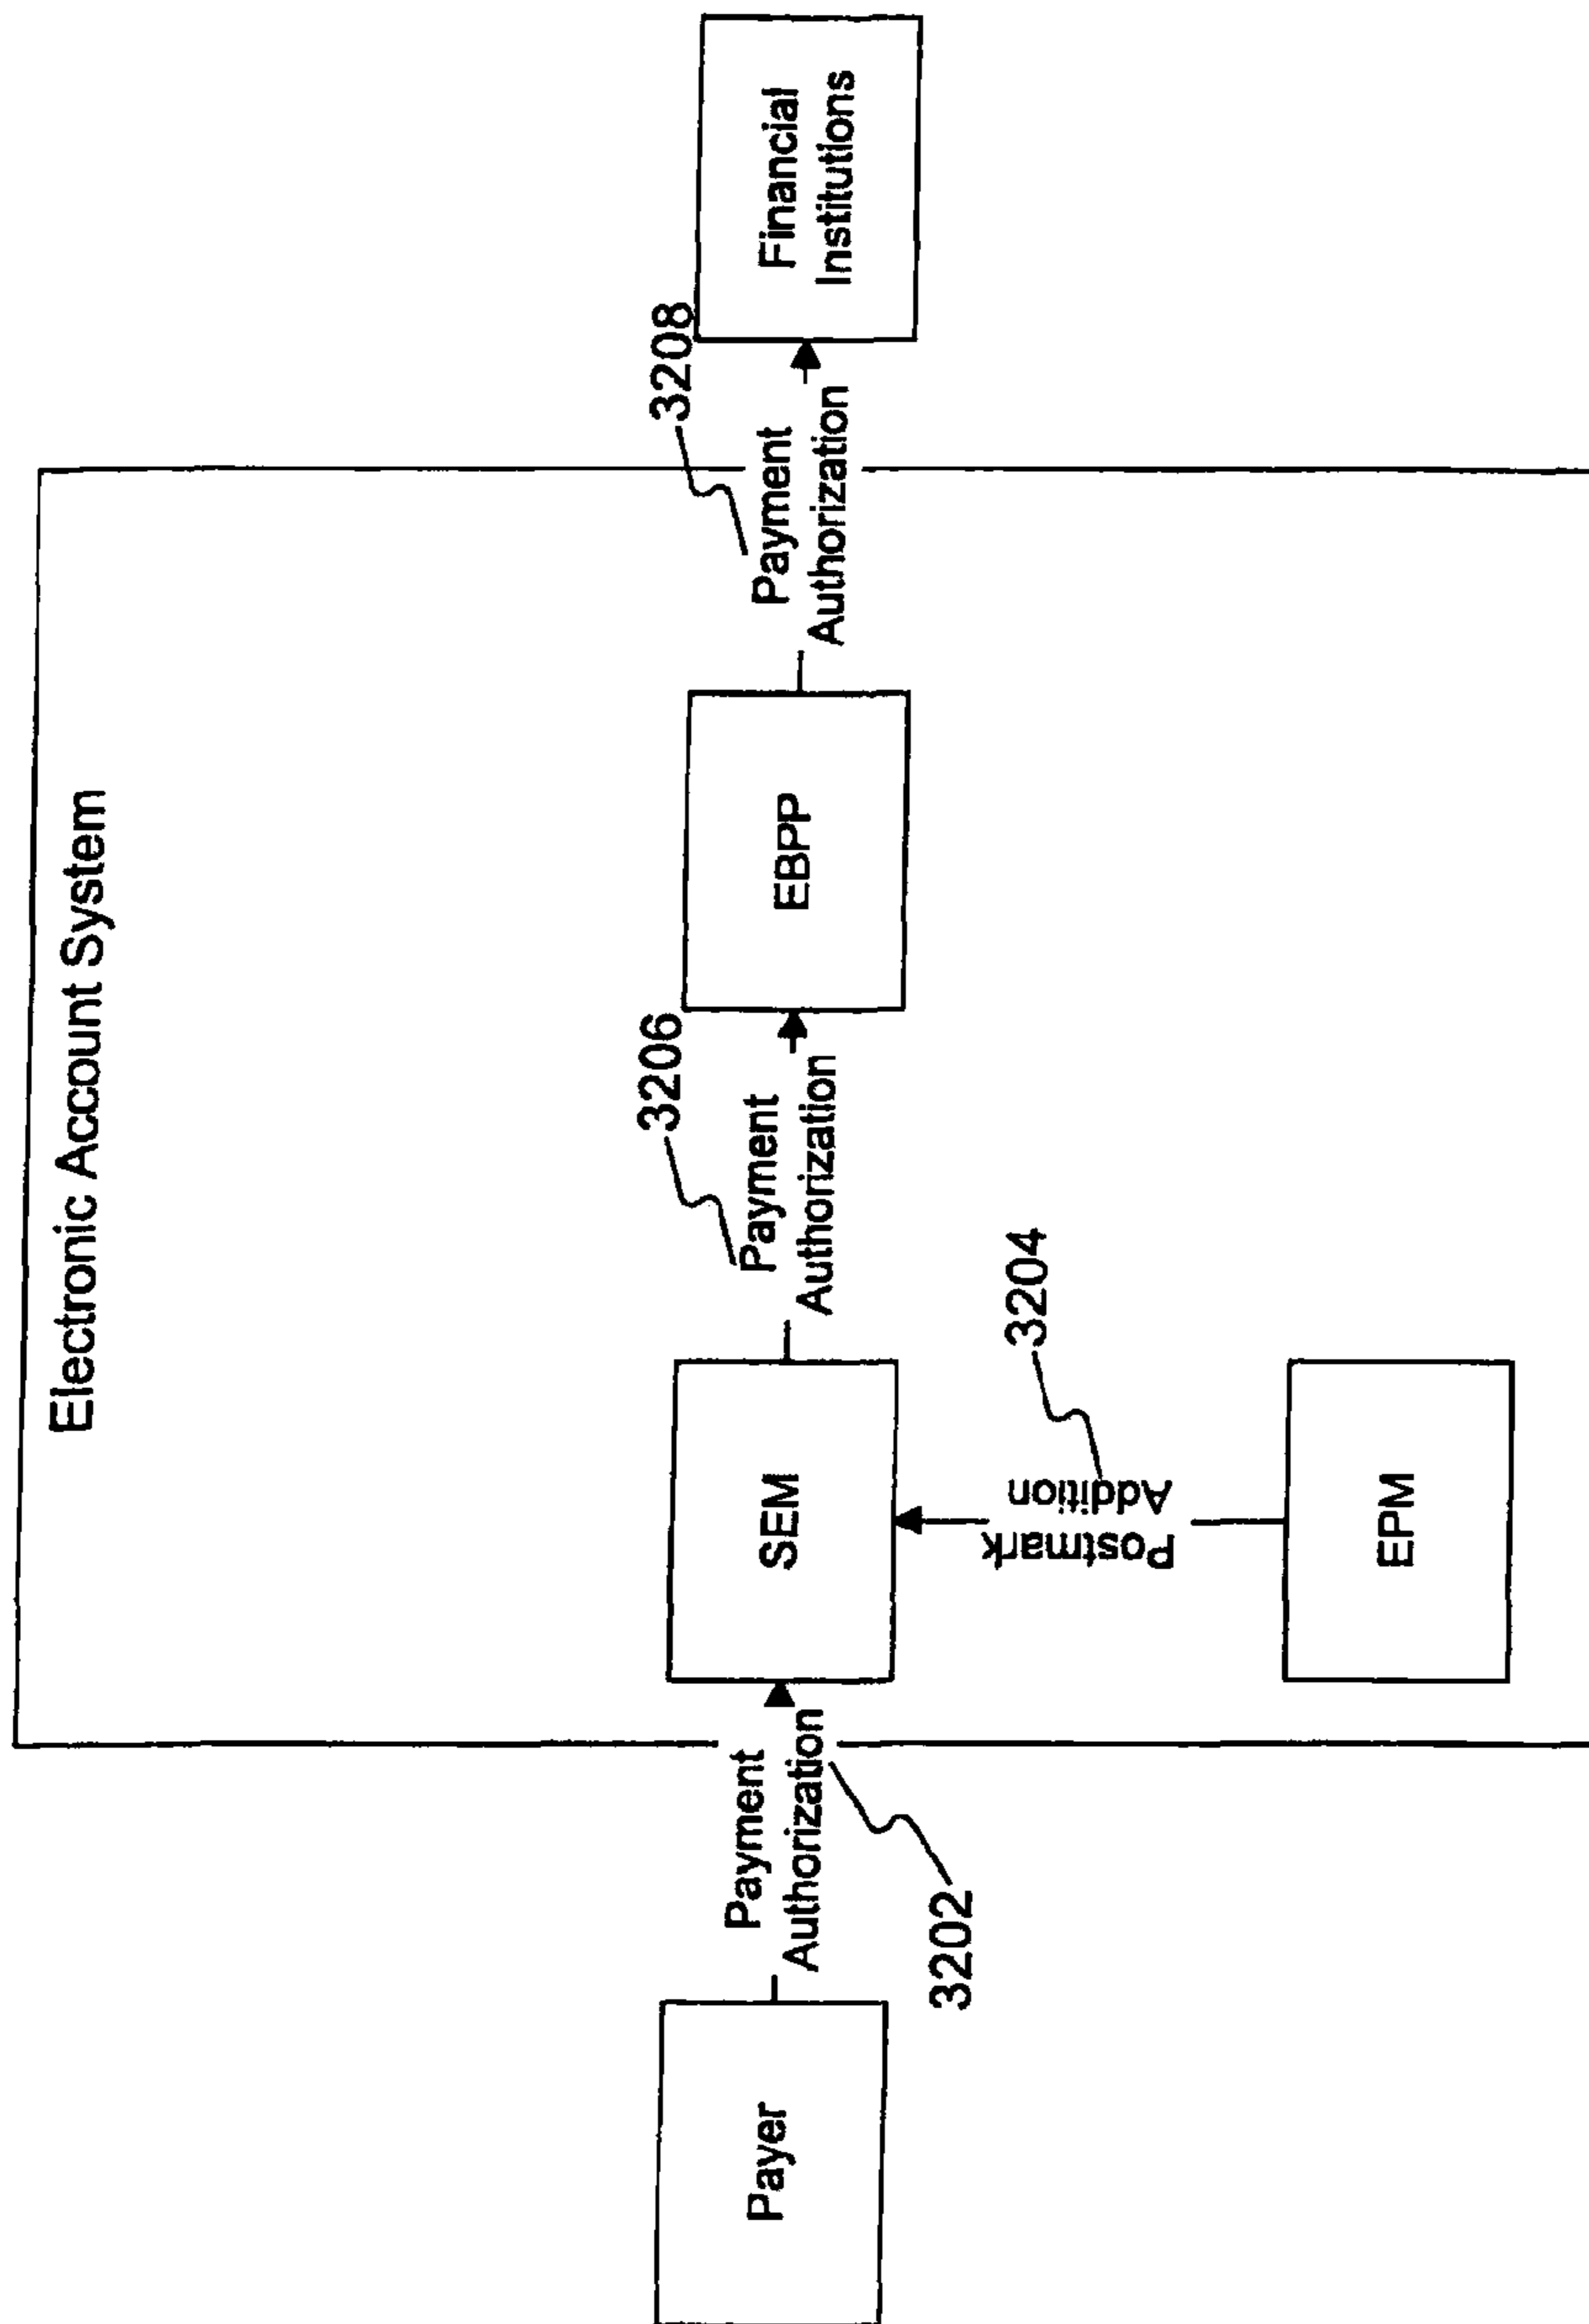 Electronic Account System
Payer
Payment
Authorization
3202
SEM
Postmark
Addition
3204
EPM
Payment
Authorization
3206
EBPP
Payment
Authorization
3208
Financial
Institutions